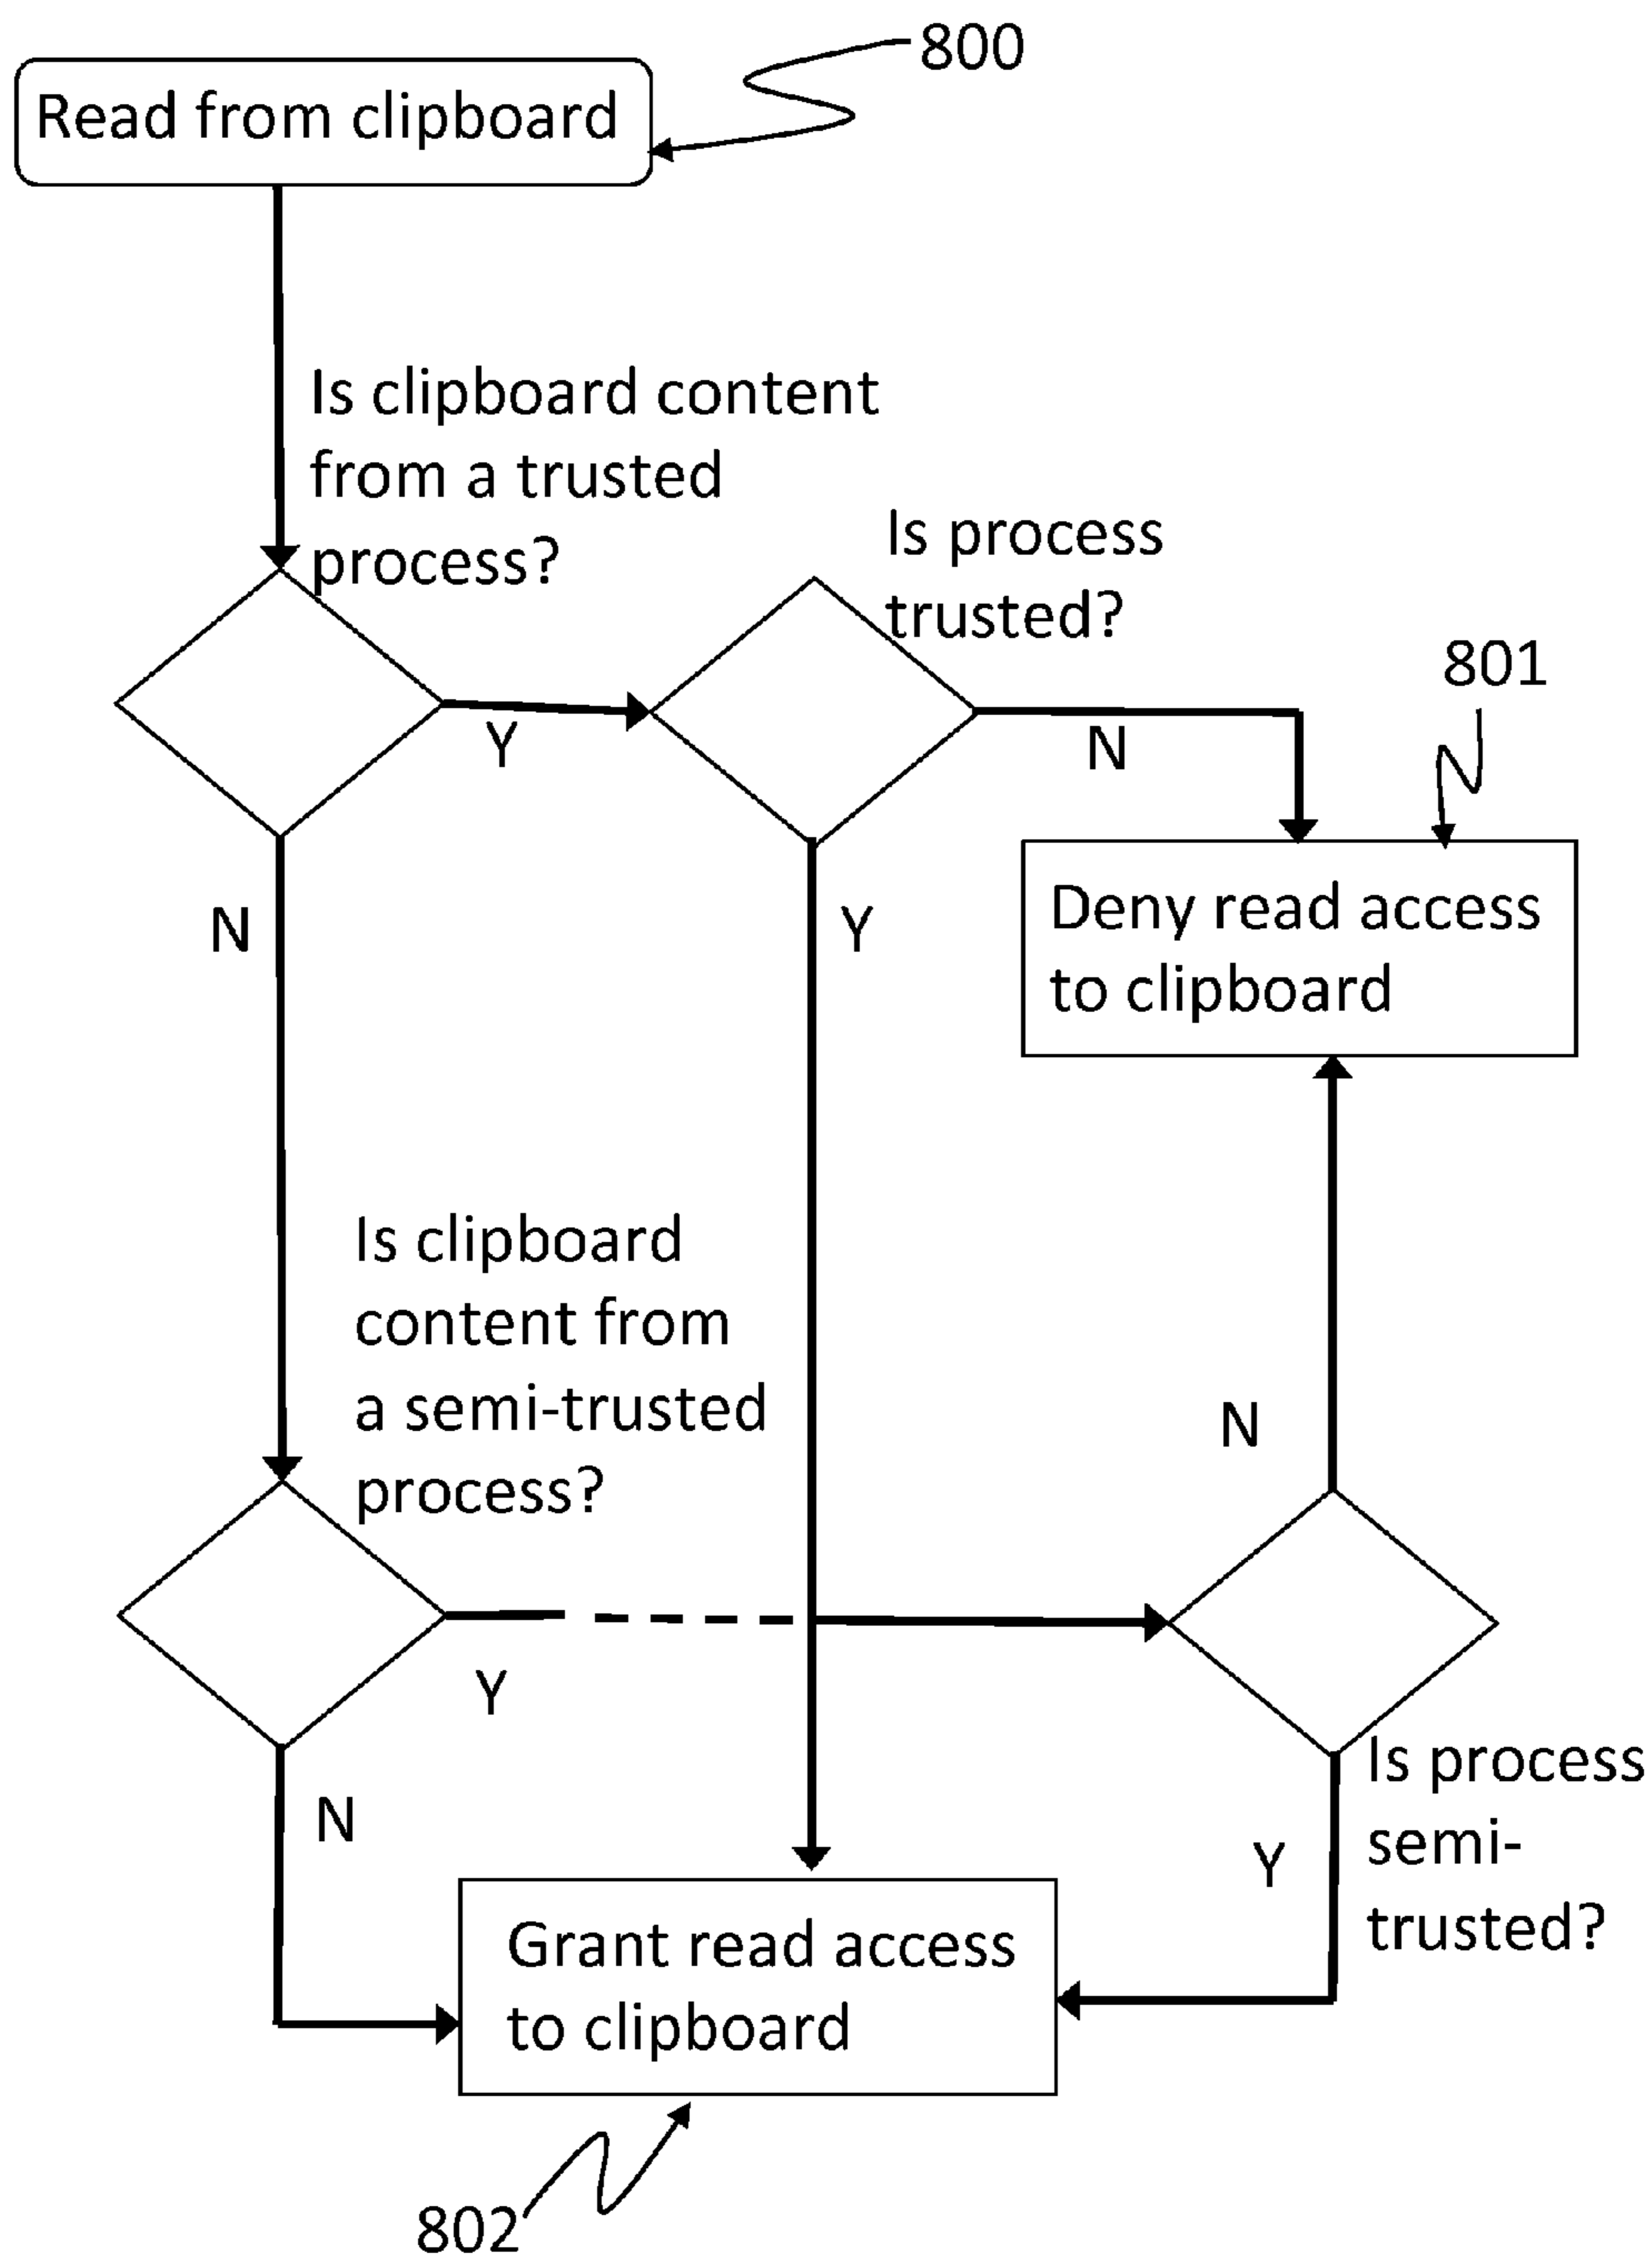 800
Read from clipboard
Is clipboard content
from a trusted
process?
Is process
trusted?
801
Y
N
Deny read access
to clipboard
N
Y
Is clipboard
content from
a semi-trusted
process?
N
Y
Is process
semi-
trusted?
N
Y
Grant read access
to clipboard
802